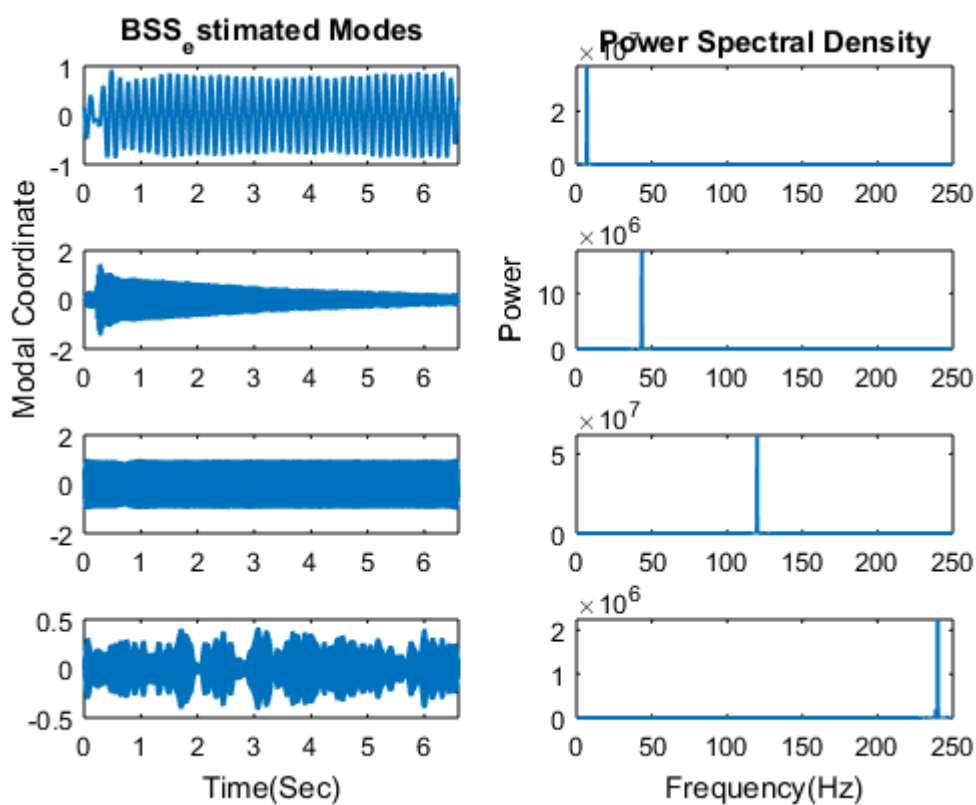 BSSestimated Modes
Power Spectral Density
× 10^7
1
0
-1
0 1 2 3 4 5 6
2
0
0 50 100 150 200 250
Modal Coordinate
2
0
-2
0 1 2 3 4 5 6
× 10^6
Power
10
0
0 50 100 150 200 250
2
0
-2
0 1 2 3 4 5 6
× 10^7
5
0
0 50 100 150 200 250
0.5
0
-0.5
0 1 2 3 4 5 6
Time(Sec)
× 10^6
2
1
0
0 50 100 150 200 250
Frequency(Hz)